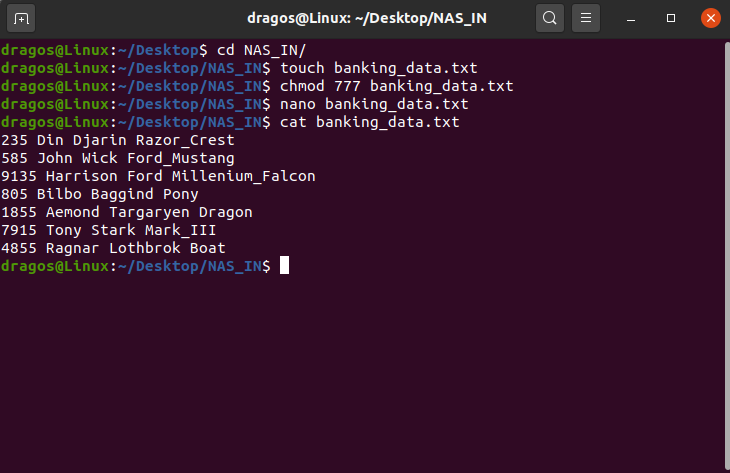 dragos@Linux: ~/Desktop/NAS_IN
dragos@Linux:~/Desktop$ cd NAS_IN/
dragos@Linux:~/Desktop/NAS_IN$ touch banking_data.txt
dragos@Linux:~/Desktop/NAS_IN$ chmod 777 banking_data.txt
dragos@Linux:~/Desktop/NAS_IN$ nano banking_data.txt
dragos@Linux:~/Desktop/NAS_IN$ cat banking_data.txt
235 Din Djarin Razor_Crest
585 John Wick Ford_Mustang
9135 Harrison Ford Millenium_Falcon
805 Bilbo Baggind Pony
1855 Aemond Targaryen Dragon
7915 Tony Stark Mark_III
4855 Ragnar Lothbrok Boat
dragos@Linux:~/Desktop/NAS_IN$